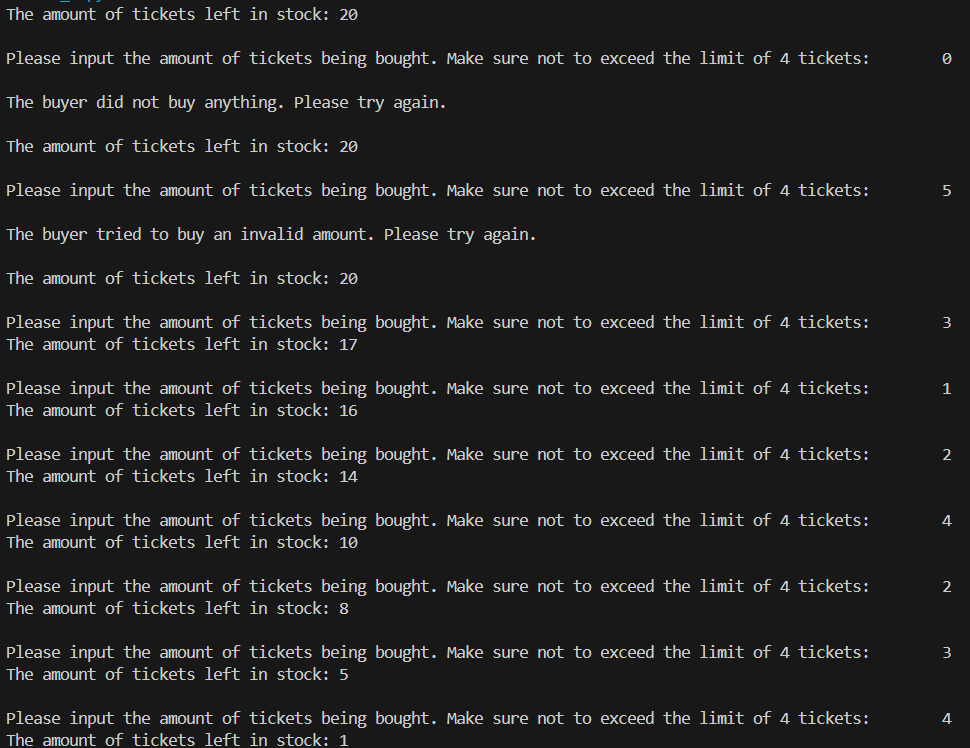 The amount of tickets left in stock: 20
Please input the amount of tickets being bought. Make sure not to exceed the limit of 4 tickets: 0
The buyer did not buy anything. Please try again.
The amount of tickets left in stock: 20
Please input the amount of tickets being bought. Make sure not to exceed the limit of 4 tickets: 5
The buyer tried to buy an invalid amount. Please try again.
The amount of tickets left in stock: 20
Please input the amount of tickets being bought. Make sure not to exceed the limit of 4 tickets: 3
The amount of tickets left in stock: 17
Please input the amount of tickets being bought. Make sure not to exceed the limit of 4 tickets: 1
The amount of tickets left in stock: 16
Please input the amount of tickets being bought. Make sure not to exceed the limit of 4 tickets: 2
The amount of tickets left in stock: 14
Please input the amount of tickets being bought. Make sure not to exceed the limit of 4 tickets: 4
The amount of tickets left in stock: 10
Please input the amount of tickets being bought. Make sure not to exceed the limit of 4 tickets: 2
The amount of tickets left in stock: 8
Please input the amount of tickets being bought. Make sure not to exceed the limit of 4 tickets: 3
The amount of tickets left in stock: 5
Please input the amount of tickets being bought. Make sure not to exceed the limit of 4 tickets: 4
The amount of tickets left in stock: 1